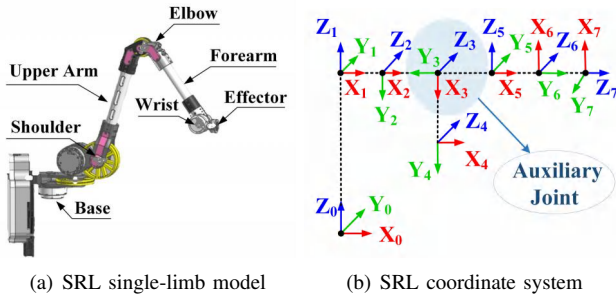 Elbow
Upper Arm
Forearm
Wrist
Effector
Shoulder
Base
(a) SRL single-limb model
Z₁ Y₁ Z₂ Y₃ Z₃ Z₅ Y₅ X₆ Z₆ X₇
X₁ X₂ X₃ X₅ Y₆ Y₇ Z₇
Y₂
Z₄
X₄
Y₄
Auxiliary
Joint
Z₀ Y₀
X₀
(b) SRL coordinate system